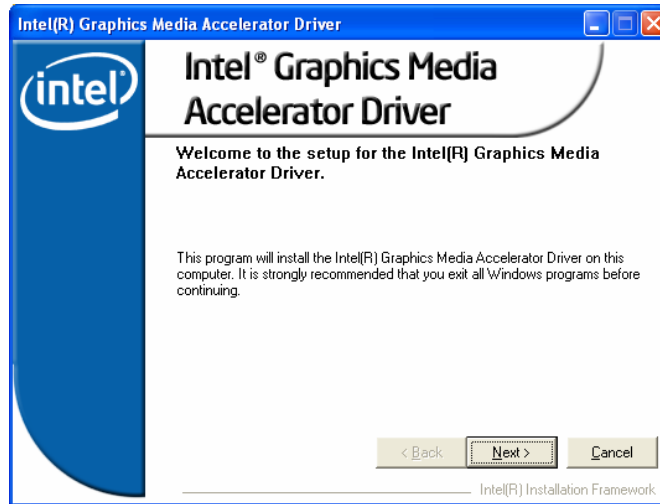 Intel(R) Graphics Media Accelerator Driver
intel
Intel® Graphics Media
Accelerator Driver
Welcome to the setup for the Intel(R) Graphics Media
Accelerator Driver.
This program will install the Intel(R) Graphics Media Accelerator Driver on this
computer. It is strongly recommended that you exit all Windows programs before
continuing.
< Back Next > Cancel
Intel(R) Installation Framework